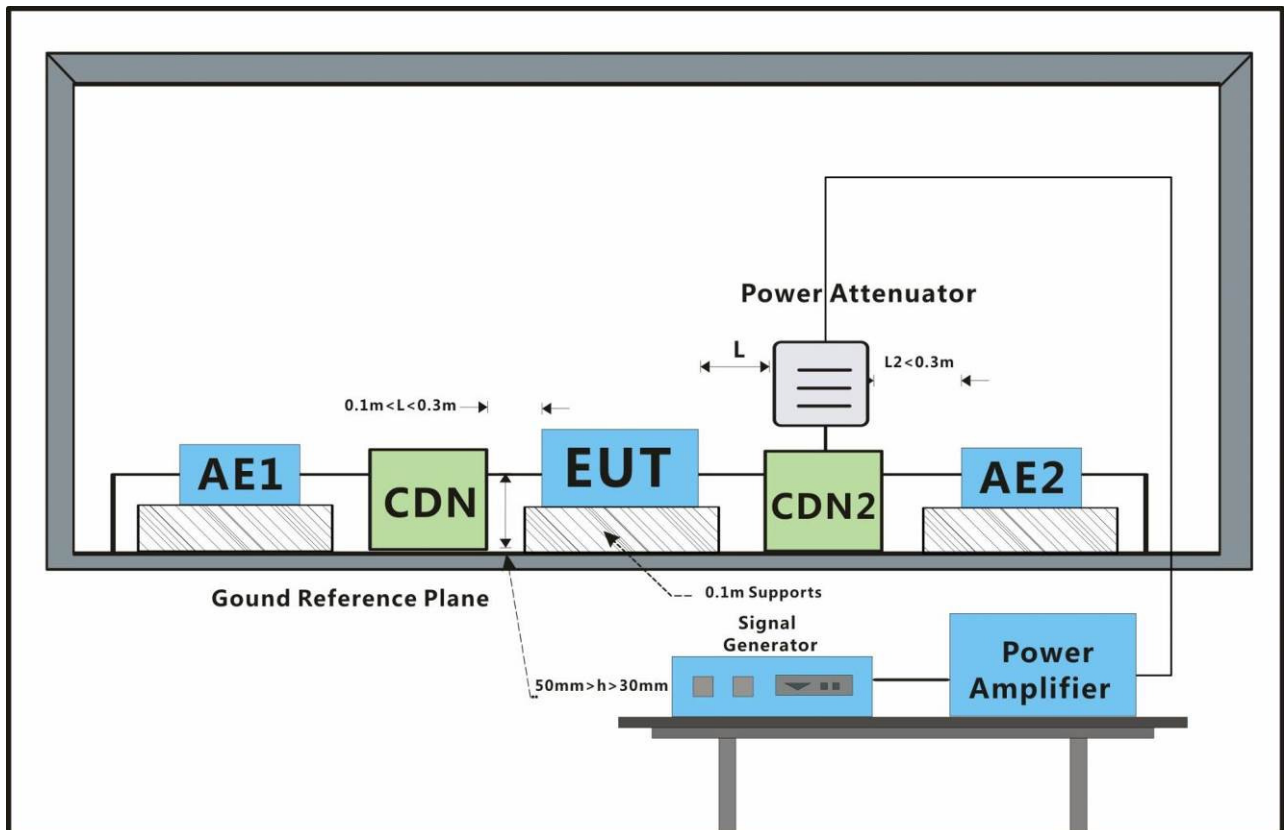 Power Attenuator
L
L2<0.3m
0.1m<L<0.3m
AE1
CDN
EUT
CDN2
AE2
Gound Reference Plane
0.1m Supports
Signal
Generator
50mm>h>30mm
Power
Amplifier